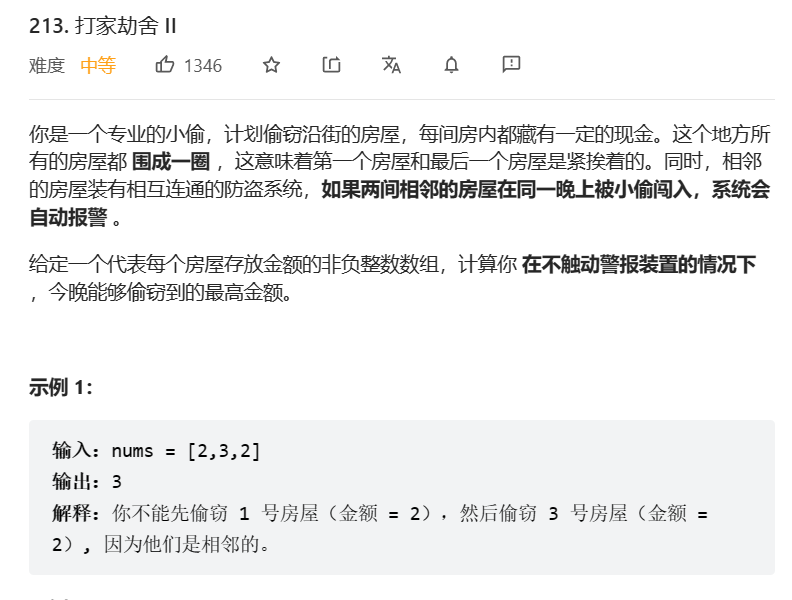 213. 打家劫舍 II
难度 中等 1346
你是一个专业的小偷，计划偷窃沿街的房屋，每间房内都藏有一定的现金。这个地方所
有的房屋都 围成一圈 ，这意味着第一个房屋和最后一个房屋是紧挨着的。同时，相邻
的房屋装有相互连通的防盗系统，如果两间相邻的房屋在同一晚上被小偷闯入，系统会
自动报警 。
给定一个代表每个房屋存放金额的非负整数数组，计算你 在不触动警报装置的情况下
，今晚能够偷窃到的最高金额。
示例 1：
输入：nums = [2,3,2]
输出：3
解释：你不能先偷窃 1 号房屋（金额 = 2），然后偷窃 3 号房屋（金额 =
2）, 因为他们是相邻的。